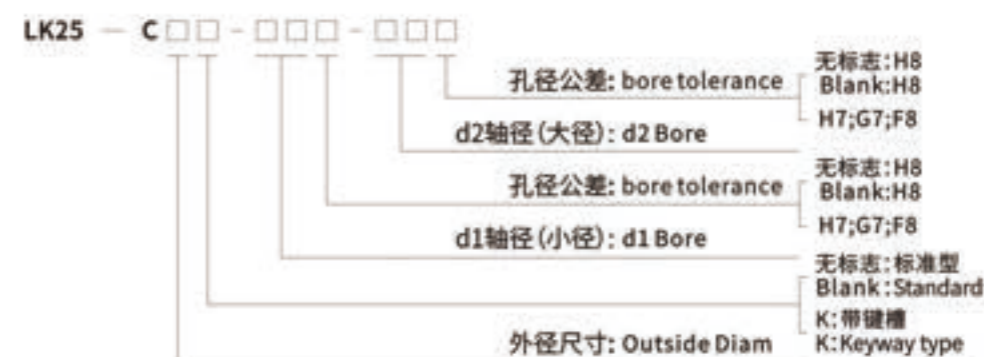 LK25 — C□□-□□□-□□□
无标志:H8
孔径公差: bore tolerance
Blank:H8
H7;G7;F8
d2轴径(大径): d2 Bore
无标志:H8
孔径公差: bore tolerance
Blank:H8
H7;G7;F8
d1轴径(小径): d1 Bore
无标志:标准型
Blank:Standard
K:带键槽
外径尺寸: Outside Diam
K:Keyway type